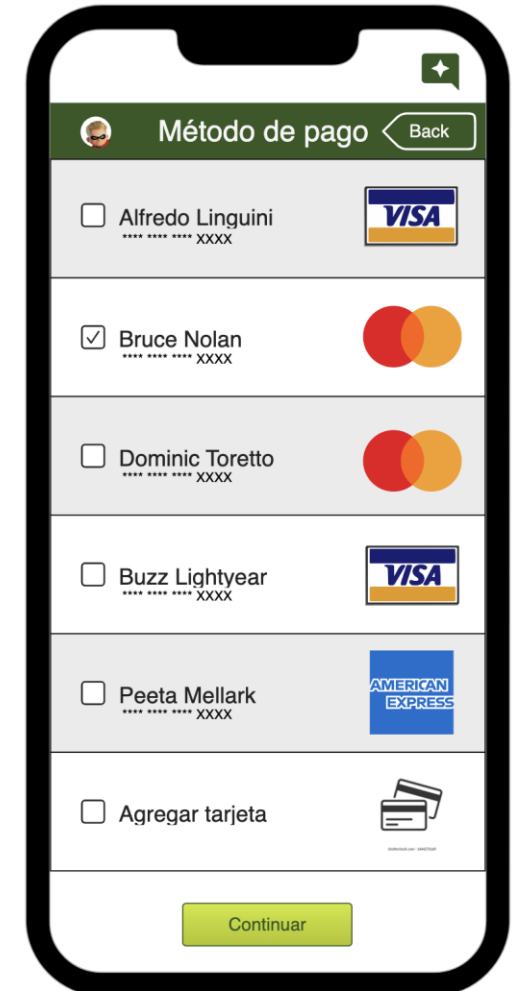 Método de pago
Back
Alfredo Linguini
**** **** **** XXXX
VISA
Bruce Nolan
**** **** **** XXXX
Dominic Toretto
**** **** **** XXXX
Buzz Lightyear
**** **** **** XXXX
VISA
Peeta Mellark
**** **** **** XXXX
AMERICAN
EXPRESS
Agregar tarjeta
Continuar